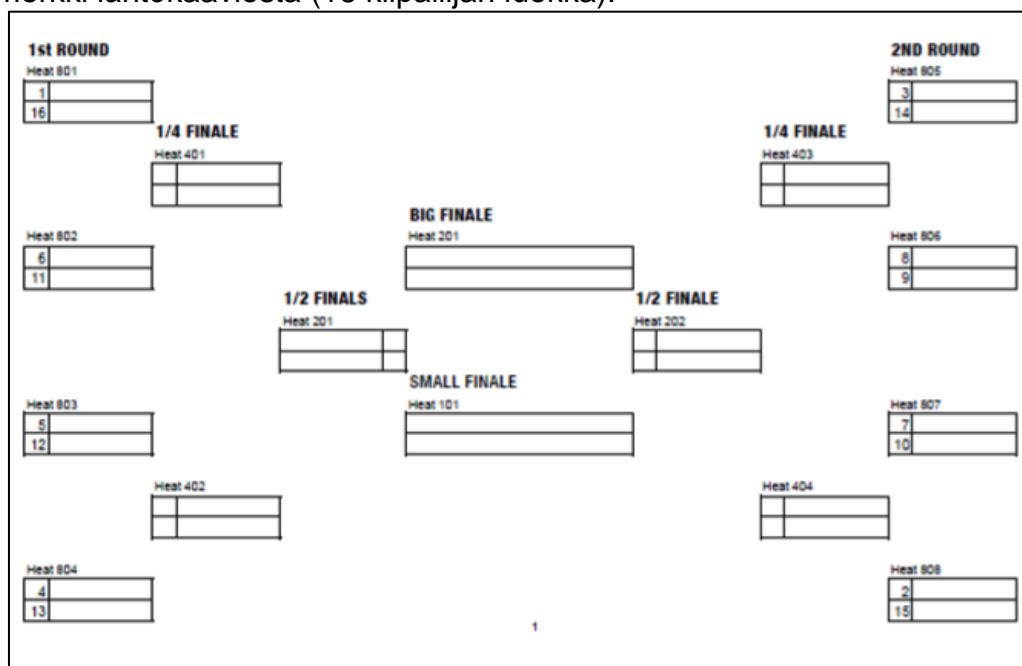 1st ROUND
2ND ROUND
Heat 801
Heat 805
1
3
16
14
1/4 FINALE
1/4 FINALE
Heat 401
Heat 403
BIG FINALE
Heat 802
Heat 201
Heat 806
6
8
11
9
1/2 FINALS
1/2 FINALE
Heat 201
Heat 202
SMALL FINALE
Heat 803
Heat 101
Heat 807
5
7
12
10
Heat 402
Heat 404
Heat 804
Heat 808
4
2
13
15
1